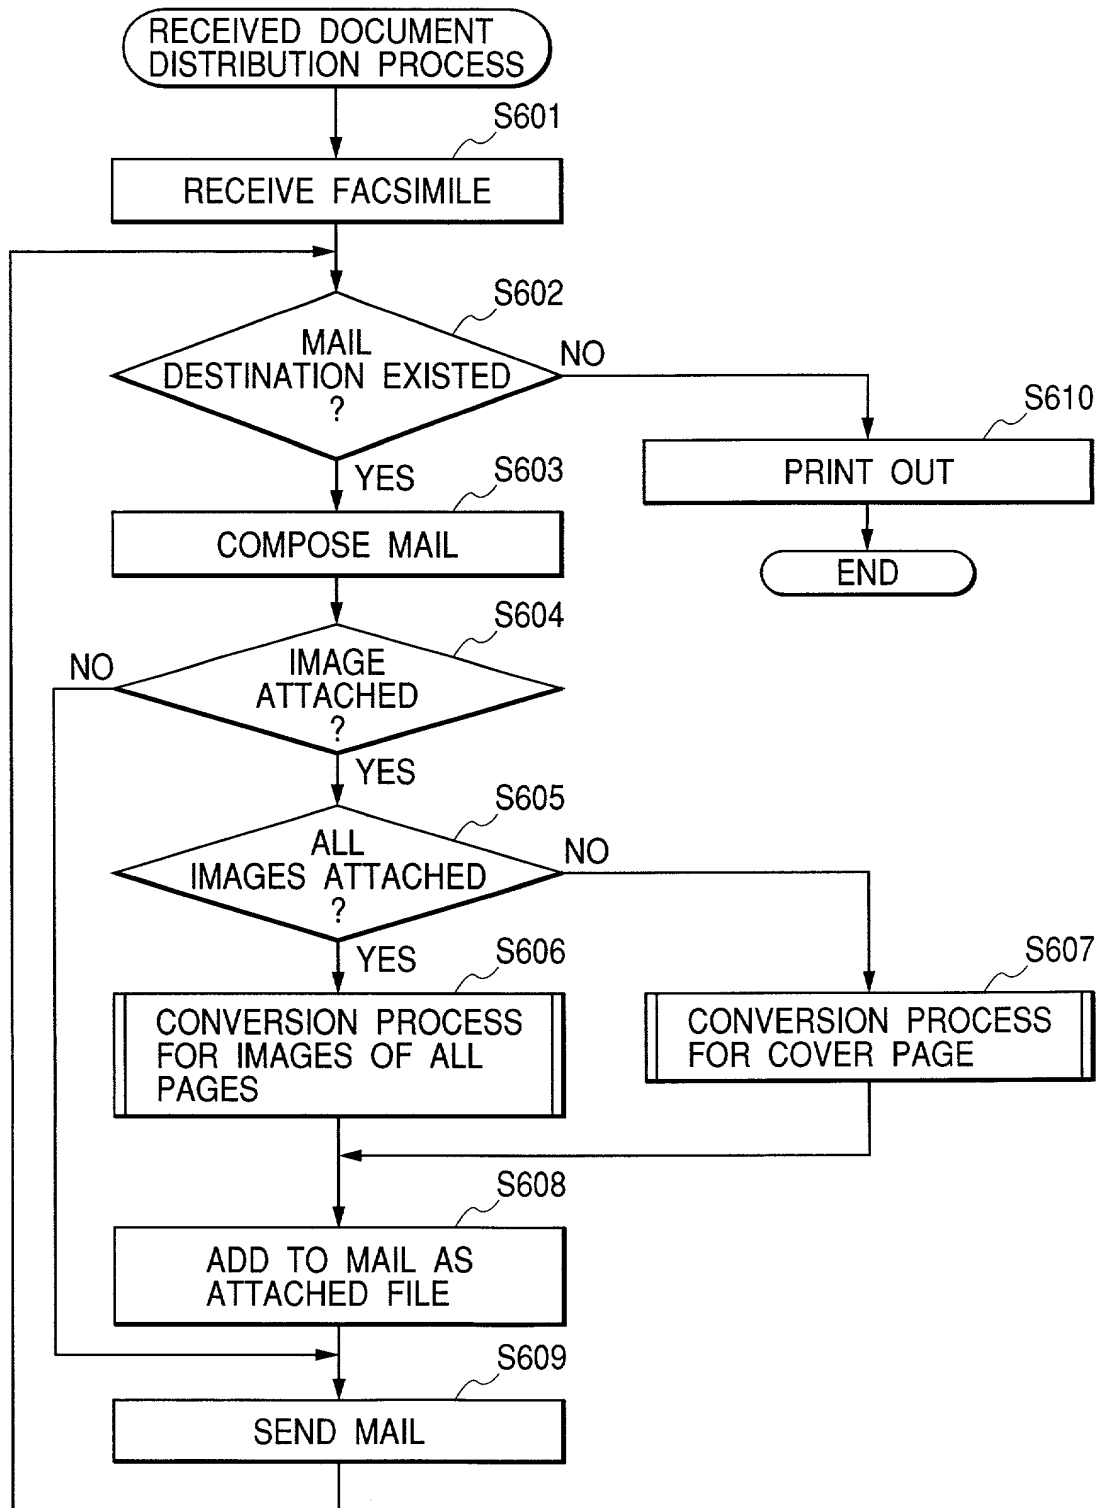 RECEIVED DOCUMENT
DISTRIBUTION PROCESS
S601
RECEIVE FACSIMILE
S602
MAIL
DESTINATION EXISTED
?
NO
S610
PRINT OUT
END
YES
S603
COMPOSE MAIL
S604
NO
IMAGE
ATTACHED
?
YES
S605
ALL
IMAGES ATTACHED
?
NO
YES
S606
CONVERSION PROCESS
FOR IMAGES OF ALL
PAGES
S607
CONVERSION PROCESS
FOR COVER PAGE
S608
ADD TO MAIL AS
ATTACHED FILE
S609
SEND MAIL